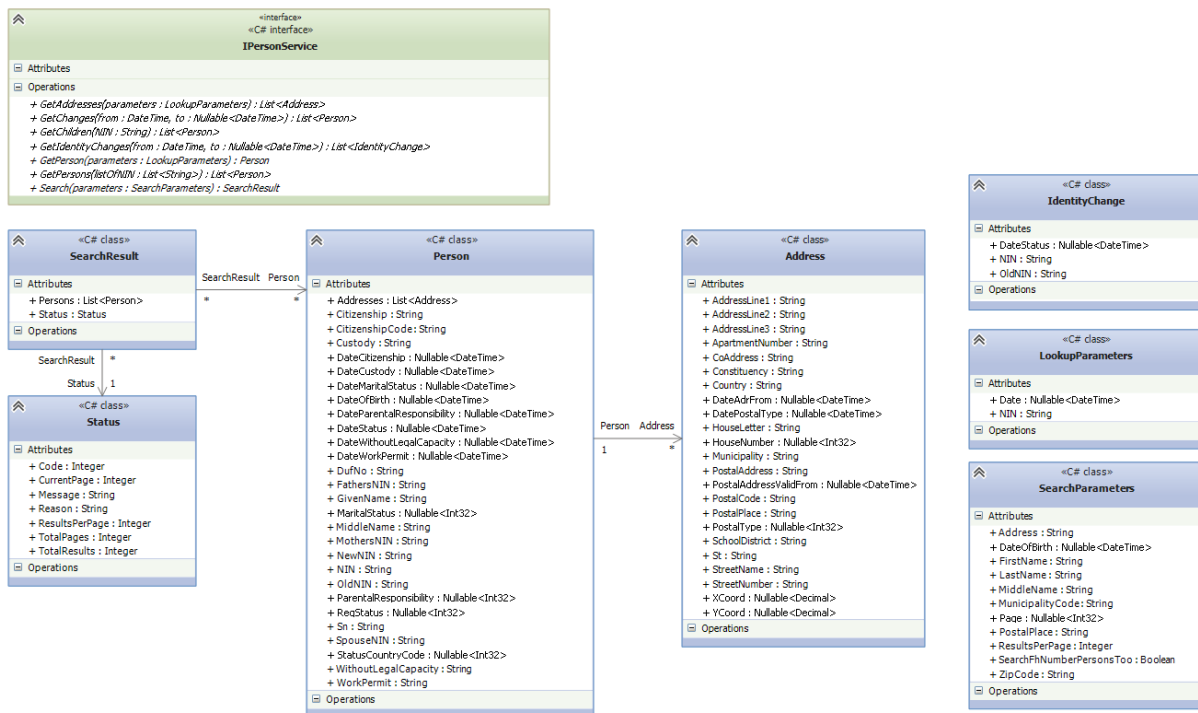 «interface»
«C# interface»
IPersonService
Attributes
Operations
+ GetAddresses(parameters : LookupParameters) : List<Address>
+ GetChanges(from : DateTime, to : Nullable<DateTime>) : List<Person>
+ GetChildren(NIN : String) : List<Person>
+ GetIdentityChanges(from : DateTime, to : Nullable<DateTime>) : List<IdentityChange>
+ GetPerson(parameters : LookupParameters) : Person
+ GetPersons(listOfNIN : List<String>) : List<Person>
+ Search(parameters : SearchParameters) : SearchResult
«C# class»
SearchResult
Attributes
+ Persons : List<Person>
+ Status : Status
Operations
SearchResult Person
* *
SearchResult *
Status 1
«C# class»
Status
Attributes
+ Code : Integer
+ CurrentPage : Integer
+ Message : String
+ Reason : String
+ ResultsPerPage : Integer
+ TotalPages : Integer
+ TotalResults : Integer
Operations
«C# class»
Person
Attributes
+ Addresses : List<Address>
+ Citizenship : String
+ CitizenshipCode : String
+ Custody : String
+ DateCitizenship : Nullable<DateTime>
+ DateCustody : Nullable<DateTime>
+ DateMaritalStatus : Nullable<DateTime>
+ DateOfBirth : Nullable<DateTime>
+ DateParentalResponsibility : Nullable<DateTime>
+ DateStatus : Nullable<DateTime>
+ DateWithoutLegalCapacity : Nullable<DateTime>
+ DateWorkPermit : Nullable<DateTime>
+ DufNo : String
+ FathersNIN : String
+ GivenName : String
+ MaritalStatus : Nullable<Int32>
+ MiddleName : String
+ MothersNIN : String
+ NewNIN : String
+ NIN : String
+ OldNIN : String
+ ParentalResponsibility : Nullable<Int32>
+ RegStatus : Nullable<Int32>
+ Sn : String
+ SpouseNIN : String
+ StatusCountryCode : Nullable<Int32>
+ WithoutLegalCapacity : String
+ WorkPermit : String
Operations
Person Address
1 *
«C# class»
Address
Attributes
+ AddressLine1 : String
+ AddressLine2 : String
+ AddressLine3 : String
+ ApartmentNumber : String
+ CoAddress : String
+ Constituency : String
+ Country : String
+ DateAdrFrom : Nullable<DateTime>
+ DatePostalType : Nullable<DateTime>
+ HouseLetter : String
+ HouseNumber : Nullable<Int32>
+ Municipality : String
+ PostalAddress : String
+ PostalAddressValidFrom : Nullable<DateTime>
+ PostalCode : String
+ PostalPlace : String
+ PostalType : Nullable<Int32>
+ SchoolDistrict : String
+ St : String
+ StreetName : String
+ StreetNumber : String
+ XCoord : Nullable<Decimal>
+ YCoord : Nullable<Decimal>
Operations
«C# class»
IdentityChange
Attributes
+ DateStatus : Nullable<DateTime>
+ NIN : String
+ OldNIN : String
Operations
«C# class»
LookupParameters
Attributes
+ Date : Nullable<DateTime>
+ NIN : String
Operations
«C# class»
SearchParameters
Attributes
+ Address : String
+ DateOfBirth : Nullable<DateTime>
+ FirstName : String
+ LastName : String
+ MiddleName : String
+ MunicipalityCode : String
+ Page : Nullable<Int32>
+ PostalPlace : String
+ ResultsPerPage : Integer
+ SearchFhNumberPersonsToo : Boolean
+ ZipCode : String
Operations